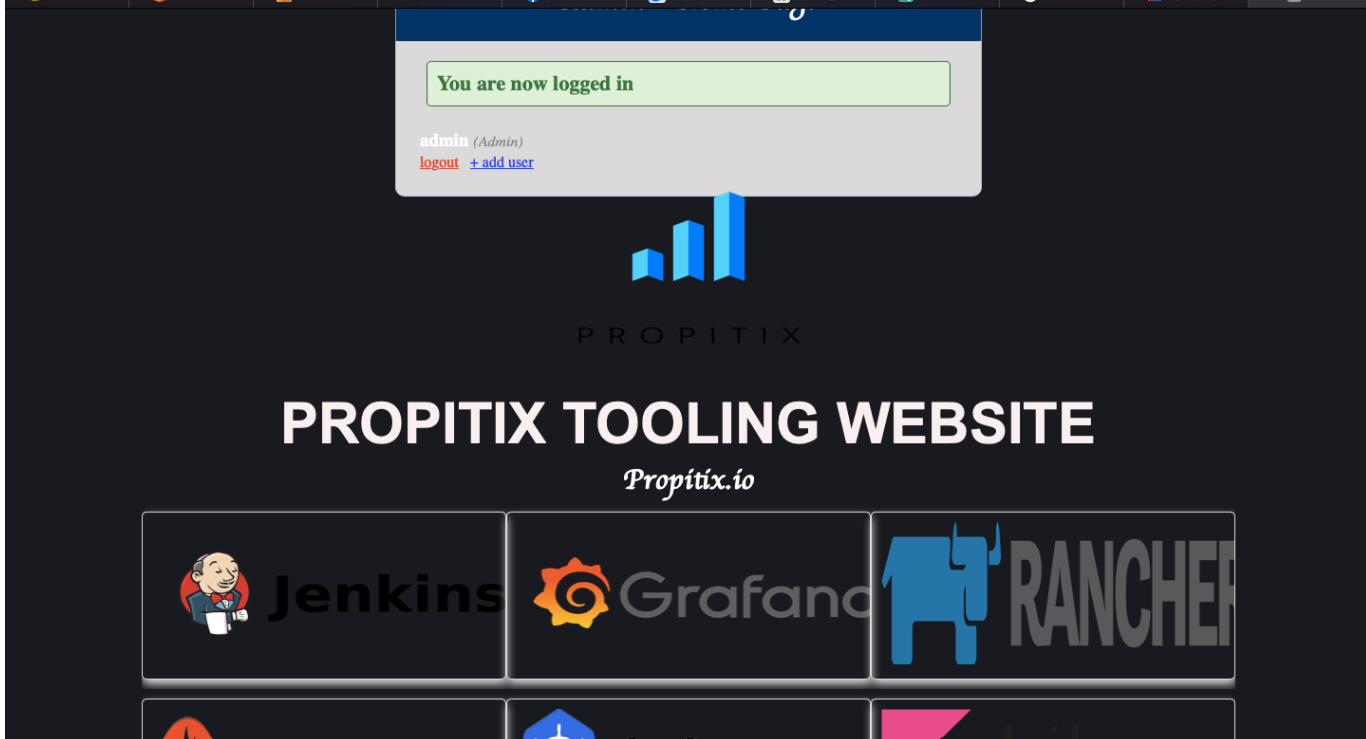 You are now logged in
admin (Admin)
logout + add user
PROPITIX
PROPITIX TOOLING WEBSITE
Propitix.io
Jenkins
Grafana
RANCHER